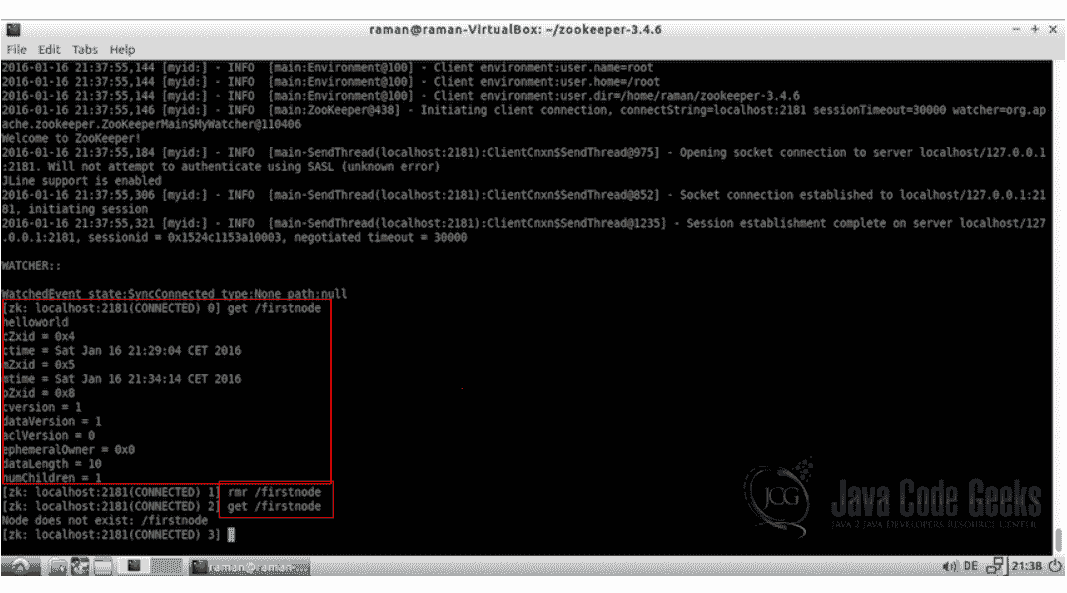 raman@raman-VirtualBox: ~/zookeeper-3.4.6
File Edit Tabs Help
2016-01-16 21:37:55,144 [myid:] - INFO [main:Environment@100] - Client environment:user.name=root
2016-01-16 21:37:55,144 [myid:] - INFO [main:Environment@100] - Client environment:user.home=/root
2016-01-16 21:37:55,144 [myid:] - INFO [main:Environment@100] - Client environment:user.dir=/home/raman/zookeeper-3.4.6
2016-01-16 21:37:55,146 [myid:] - INFO [main:ZooKeeper@438] - Initiating client connection, connectString=localhost:2181 sessionTimeout=30000 watcher=org.ap
ache.zookeeper.ZooKeeperMain$MyWatcher@110406
Welcome to ZooKeeper!
2016-01-16 21:37:55,184 [myid:] - INFO [main-SendThread(localhost:2181):ClientCnxn$SendThread@975] - Opening socket connection to server localhost/127.0.0.1
:2181. Will not attempt to authenticate using SASL (unknown error)
JLine support is enabled
2016-01-16 21:37:55,306 [myid:] - INFO [main-SendThread(localhost:2181):ClientCnxn$SendThread@852] - Socket connection established to localhost/127.0.0.1:21
81, initiating session
2016-01-16 21:37:55,321 [myid:] - INFO [main-SendThread(localhost:2181):ClientCnxn$SendThread@1235] - Session establishment complete on server localhost/127
.0.0.1:2181, sessionid = 0x1524c1153a10003, negotiated timeout = 30000
WATCHER::
WatchedEvent state:SyncConnected type:None path:null
[zk: localhost:2181(CONNECTED) 0] get /firstnode
helloworld
cZxid = 0x4
ctime = Sat Jan 16 21:29:04 CET 2016
mZxid = 0x5
mtime = Sat Jan 16 21:34:14 CET 2016
pZxid = 0x8
cversion = 1
dataVersion = 1
aclVersion = 0
ephemeralOwner = 0x0
dataLength = 10
numChildren = 1
[zk: localhost:2181(CONNECTED) 1] rmr /firstnode
[zk: localhost:2181(CONNECTED) 2] get /firstnode
Node does not exist: /firstnode
[zk: localhost:2181(CONNECTED) 3]
JCG
Java Code Geeks
JAVA 2 JAVA DEVELOPERS RESOURCE CENTER
raman@raman-...
DE
21:38